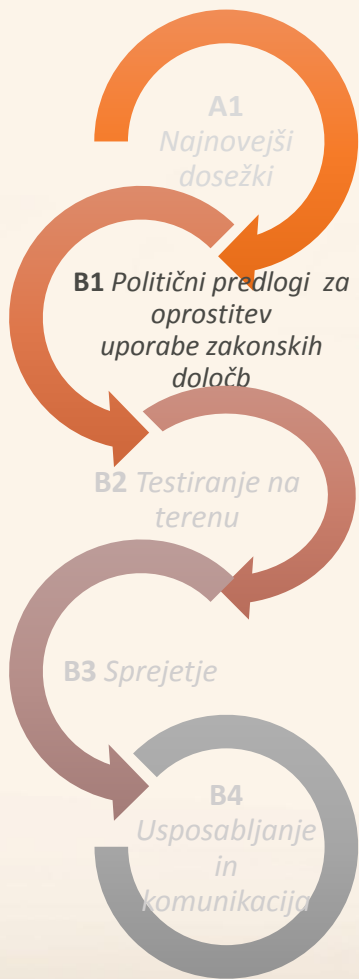 A1
Najnovejši
dosežki
B1 Politični predlogi za
oprostitev
uporabe zakonskih
določb
B2 Testiranje na
terenu
B3 Sprejetje
B4
Usposabljanje
in
komunikacija